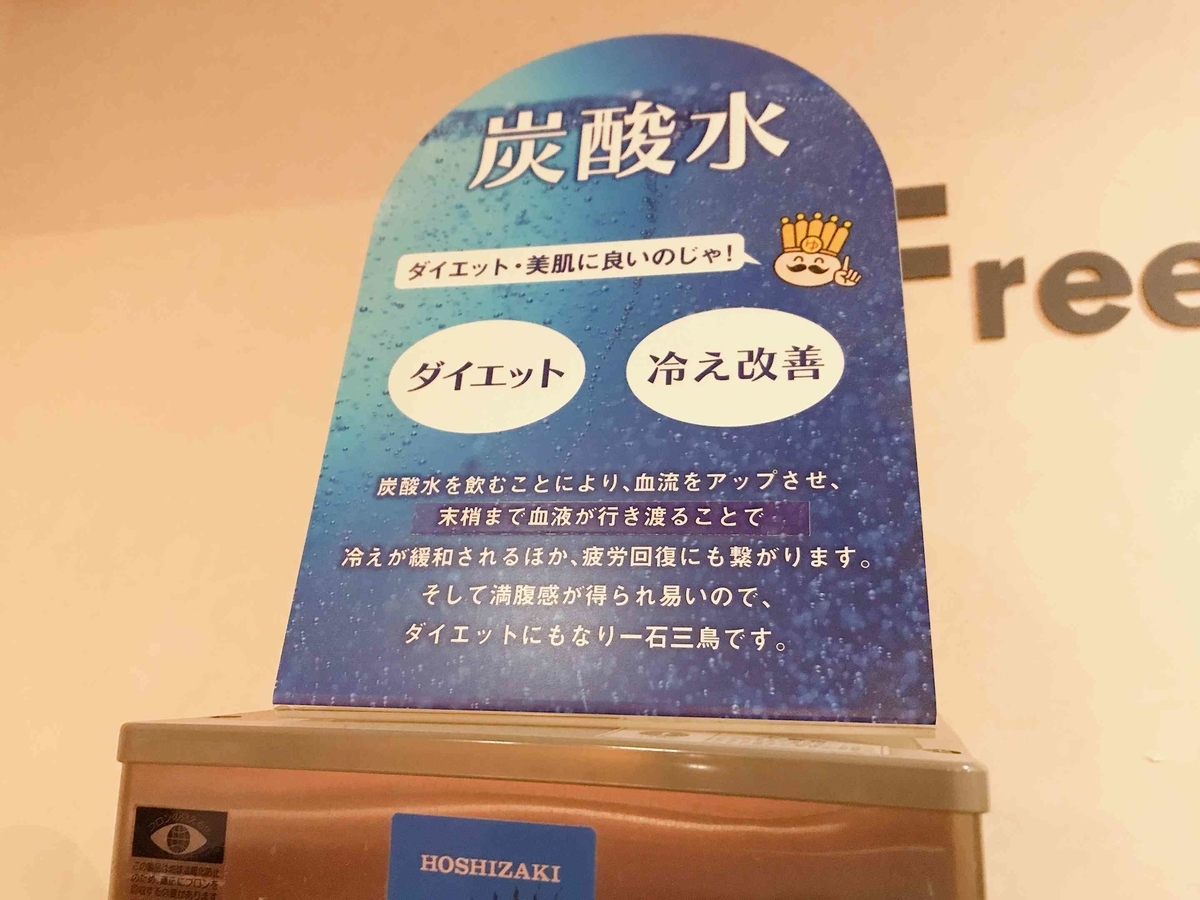 炭酸水
ダイエット・美肌に良いのじゃ!
ゆ
ダイエット
冷え改善
炭酸水を飲むことにより、血流をアップさせ、
末梢まで血液が行き渡ることで
冷えが緩和されるほか、疲労回復にも繋がります。
そして満腹感が得られ易いので、
ダイエットにもなり一石三鳥です。
Free
HOSHIZAKI